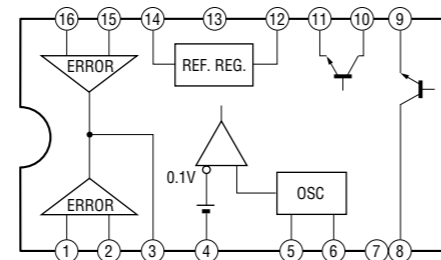 16 15 14 13 12 11 10 9
ERROR
REF. REG.
0.1V
OSC
ERROR
1 2 3 4 5 6 7 8